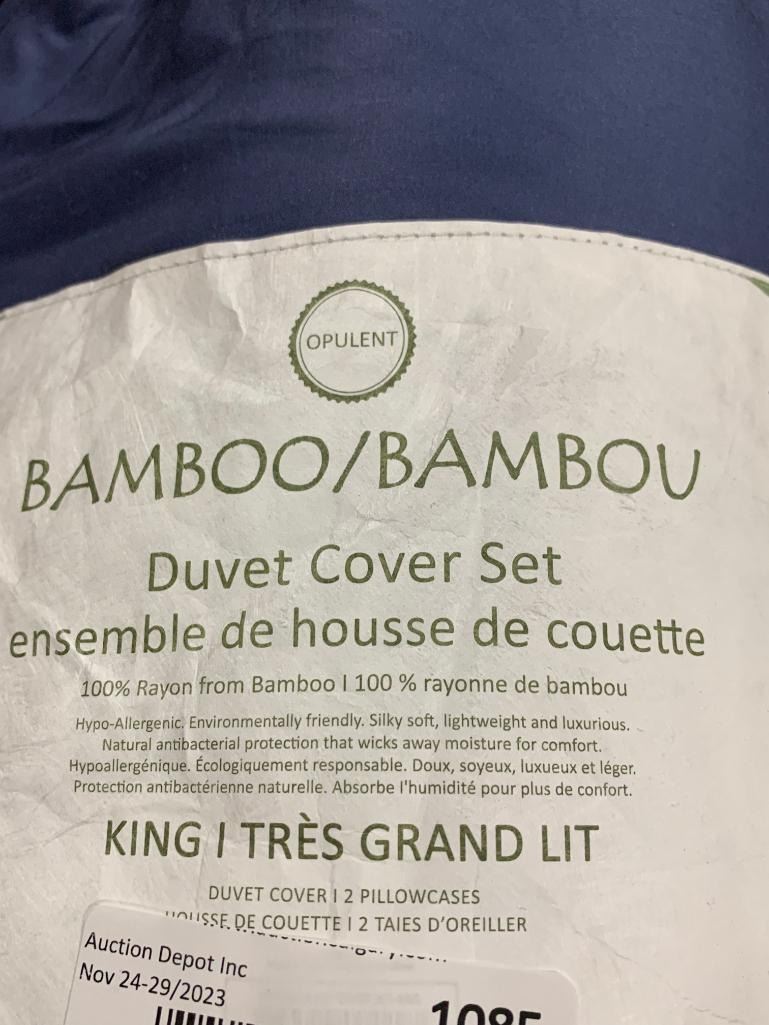 OPULENT
BAMBOO/BAMBOU
Duvet Cover Set
ensemble de housse de couette
100% Rayon from Bamboo I 100 % rayonne de bambou
Hypo-Allergenic. Environmentally friendly. Silky soft, lightweight and luxurious.
Natural antibacterial protection that wicks away moisture for comfort.
Hypoallergénique. Écologiquement responsable. Doux, soyeux, luxueux et léger.
Protection antibactérienne naturelle. Absorbe l'humidité pour plus de confort.
KING I TRÈS GRAND LIT
DUVET COVER I 2 PILLOWCASES
HOUSSE DE COUETTE I 2 TAIES D'OREILLER
Auction Depot Inc
Nov 24-29/2023